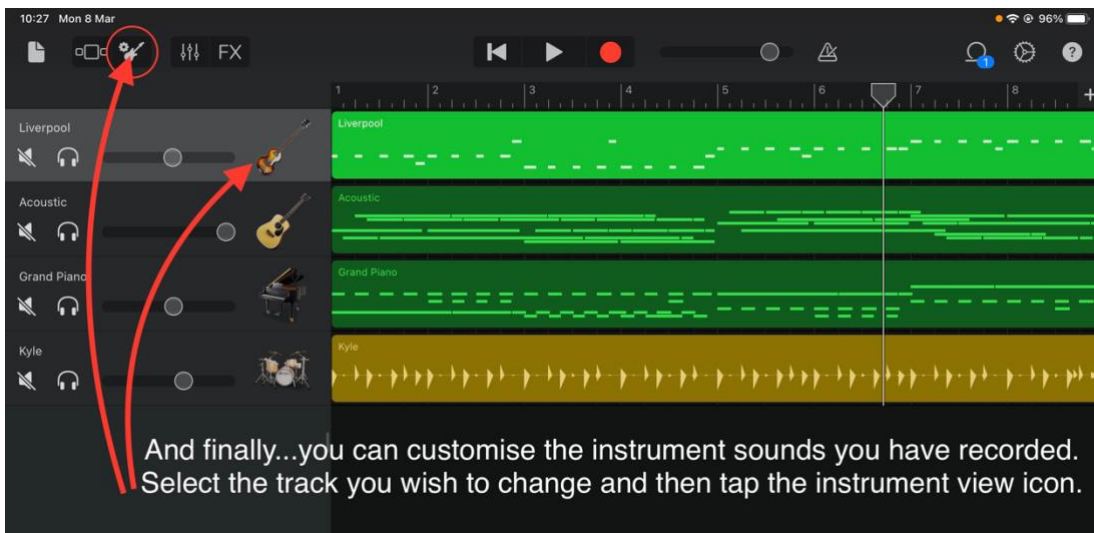 10:27 Mon 8 Mar 96%
FX
1
? 
1 2 3 4 5 6 7 8 +
Liverpool
Liverpool
Acoustic
Acoustic
Grand Piano
Grand Piano
Kyle
Kyle
And finally...you can customise the instrument sounds you have recorded.
Select the track you wish to change and then tap the instrument view icon.